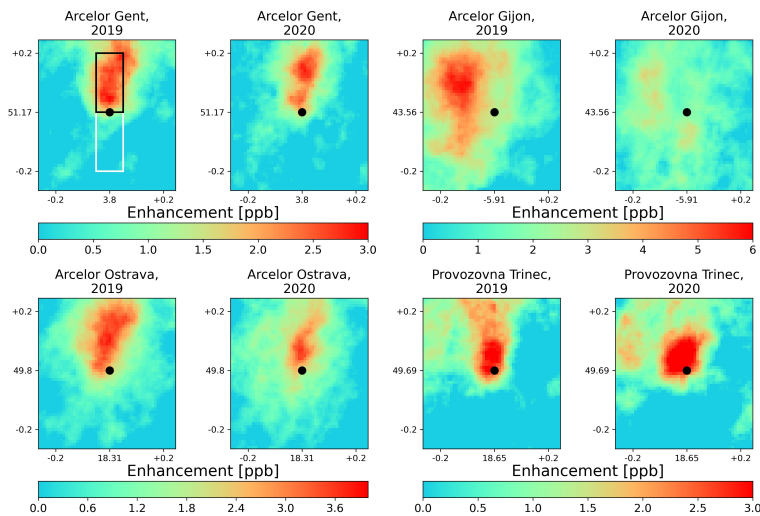 Arcelor Gent,
2019
Arcelor Gent,
2020
Arcelor Gijon,
2019
Arcelor Gijon,
2020
+0.2
51.17
-0.2
-0.2 3.8 +0.2
+0.2
51.17
-0.2
-0.2 3.8 +0.2
+0.2
43.56
-0.2
-0.2 -5.91 +0.2
+0.2
43.56
-0.2
-0.2 -5.91 +0.2
Enhancement [ppb]
0.0 0.5 1.0 1.5 2.0 2.5 3.0
Enhancement [ppb]
0 1 2 3 4 5 6
Arcelor Ostrava,
2019
Arcelor Ostrava,
2020
Provozovna Trinec,
2019
Provozovna Trinec,
2020
+0.2
49.8
-0.2
-0.2 18.31 +0.2
+0.2
49.8
-0.2
-0.2 18.31 +0.2
+0.2
49.69
-0.2
-0.2 18.65 +0.2
+0.2
49.69
-0.2
-0.2 18.65 +0.2
Enhancement [ppb]
0.0 0.6 1.2 1.8 2.4 3.0 3.6
Enhancement [ppb]
0.0 0.5 1.0 1.5 2.0 2.5 3.0